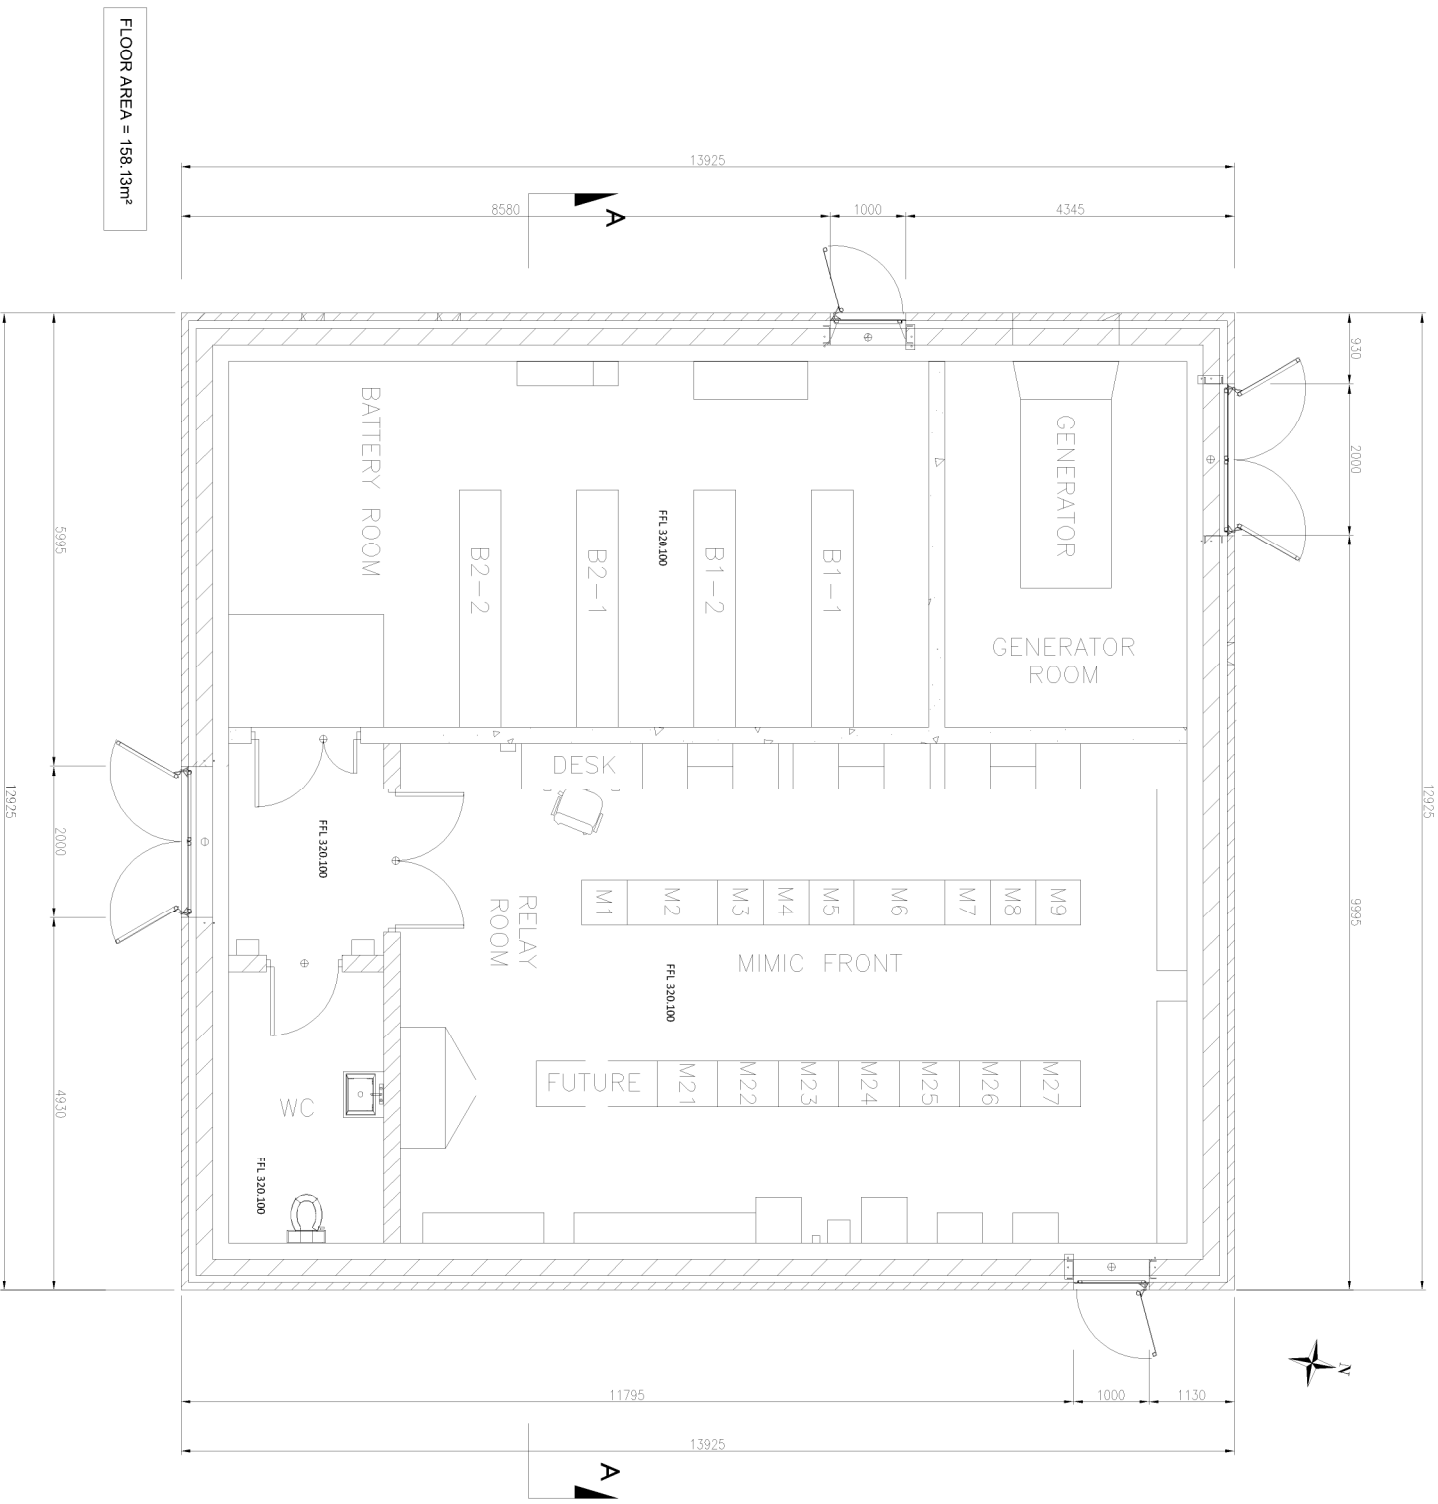 FLOOR AREA = 158.13m²
13925
8580
1000
4345
A
930
2000
9995
12925
5995
2000
4930
12925
BATTERY ROOM
B2-2
B2-1
B1-2
B1-1
FFL 320.100
GENERATOR
GENERATOR
ROOM
DESK
FFL 320.100
RELAY
ROOM
M1
M2
M3
M4
M5
M6
M7
M8
M9
MIMIC FRONT
FFL 320.100
FUTURE
M21
M22
M23
M24
M25
M26
M27
WC
FFL 320.100
N
11795
1000
1130
13925
A